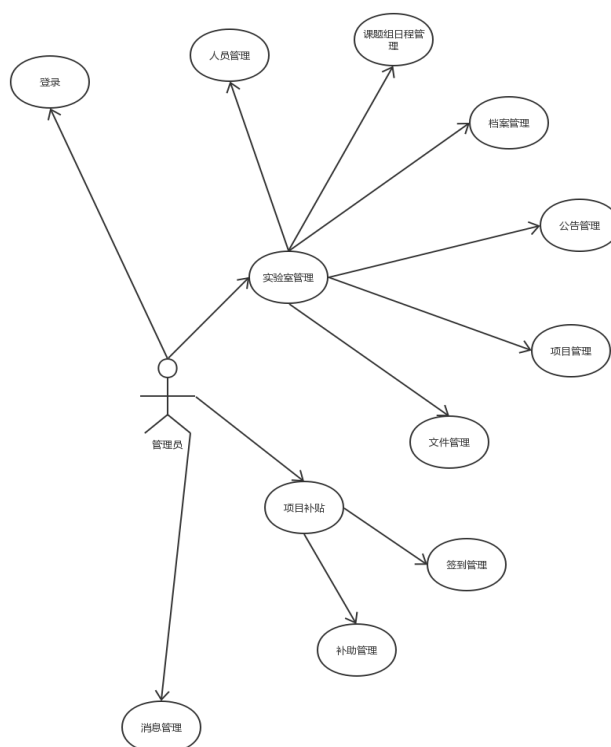 课题组日程管
理
人员管理
登录
档案管理
公告管理
实验室管理
项目管理
管理员
文件管理
项目补贴
签到管理
补助管理
消息管理